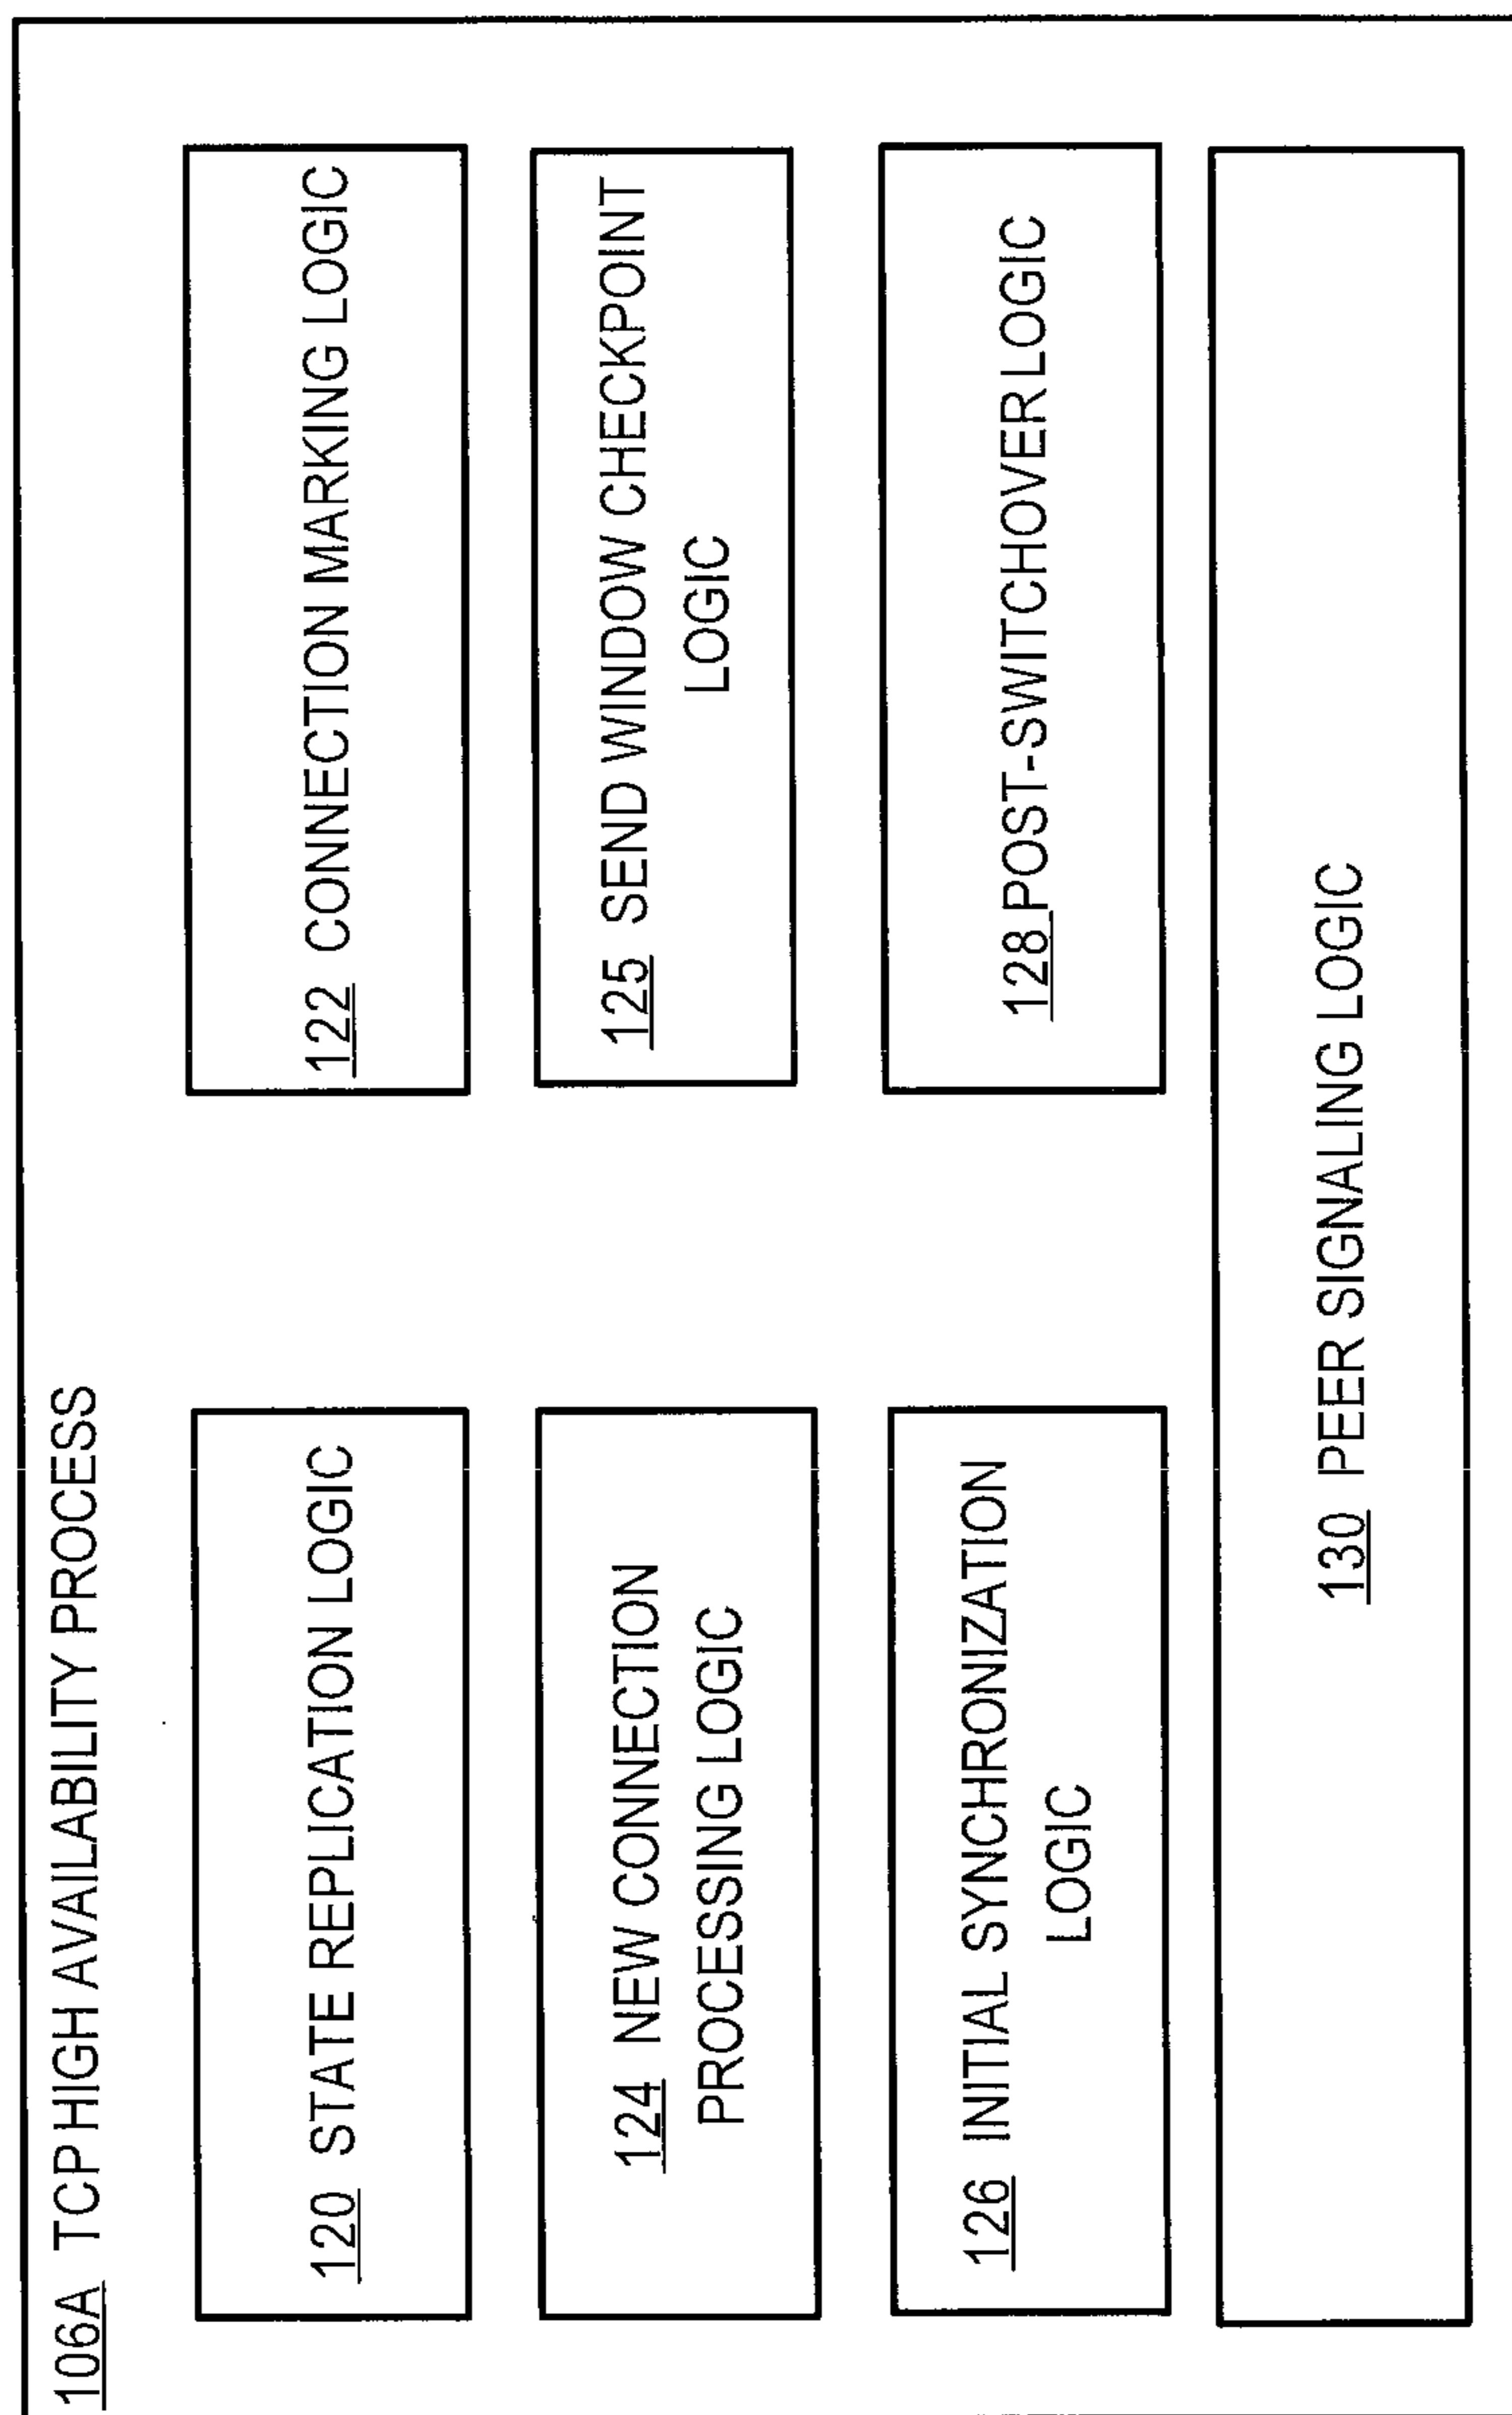 106A TCP HIGH AVAILABILITY PROCESS
120 STATE REPLICATION LOGIC
122 CONNECTION MARKING LOGIC
124 NEW CONNECTION
PROCESSING LOGIC
125 SEND WINDOW CHECKPOINT
LOGIC
126 INITIAL SYNCHRONIZATION
LOGIC
128 POST-SWITCHOVER LOGIC
130 PEER SIGNALING LOGIC